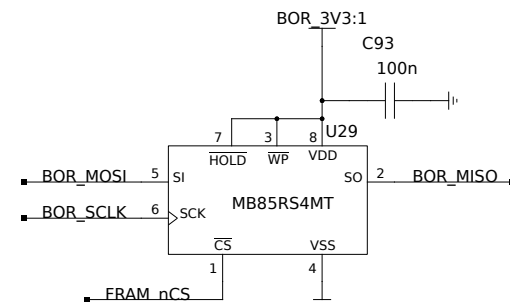 BOR_3V3:1
C93
100n
7 3 8 U29
HOLD WP VDD
BOR_MOSI 5 SI SO 2 BOR_MISO
MB85RS4MT
BOR_SCLK 6 SCK
CS VSS
1 4
FRAM_nCS